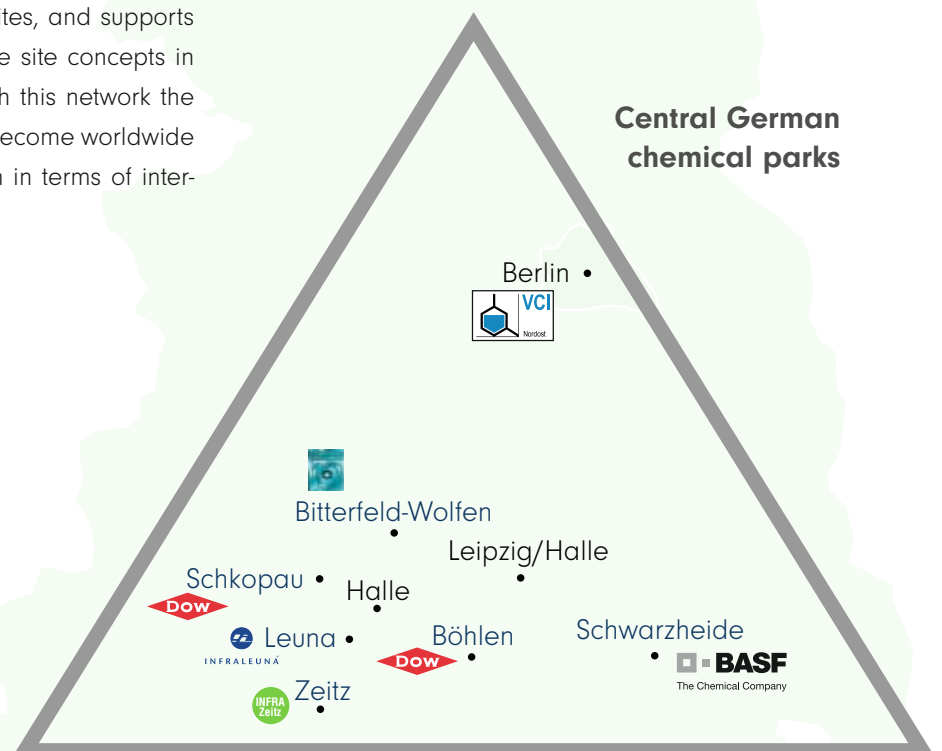 ites, and supports
e site concepts in
h this network the
ecome worldwide
n in terms of inter-
Central German
chemical parks
Berlin
VCI
Nordost
Bitterfeld-Wolfen
Leipzig/Halle
Schkopau
Halle
Dow
Leuna
INFRALEUNA
Böhlen
Dow
Schwarzheide
BASF
The Chemical Company
Zeitz
INFRA
Zeitz